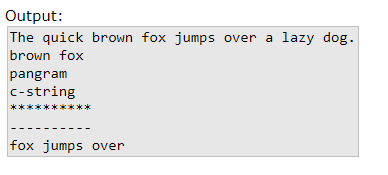 Output:
The quick brown fox jumps over a lazy dog.
brown fox
pangram
c-string
**********
----------
fox jumps over